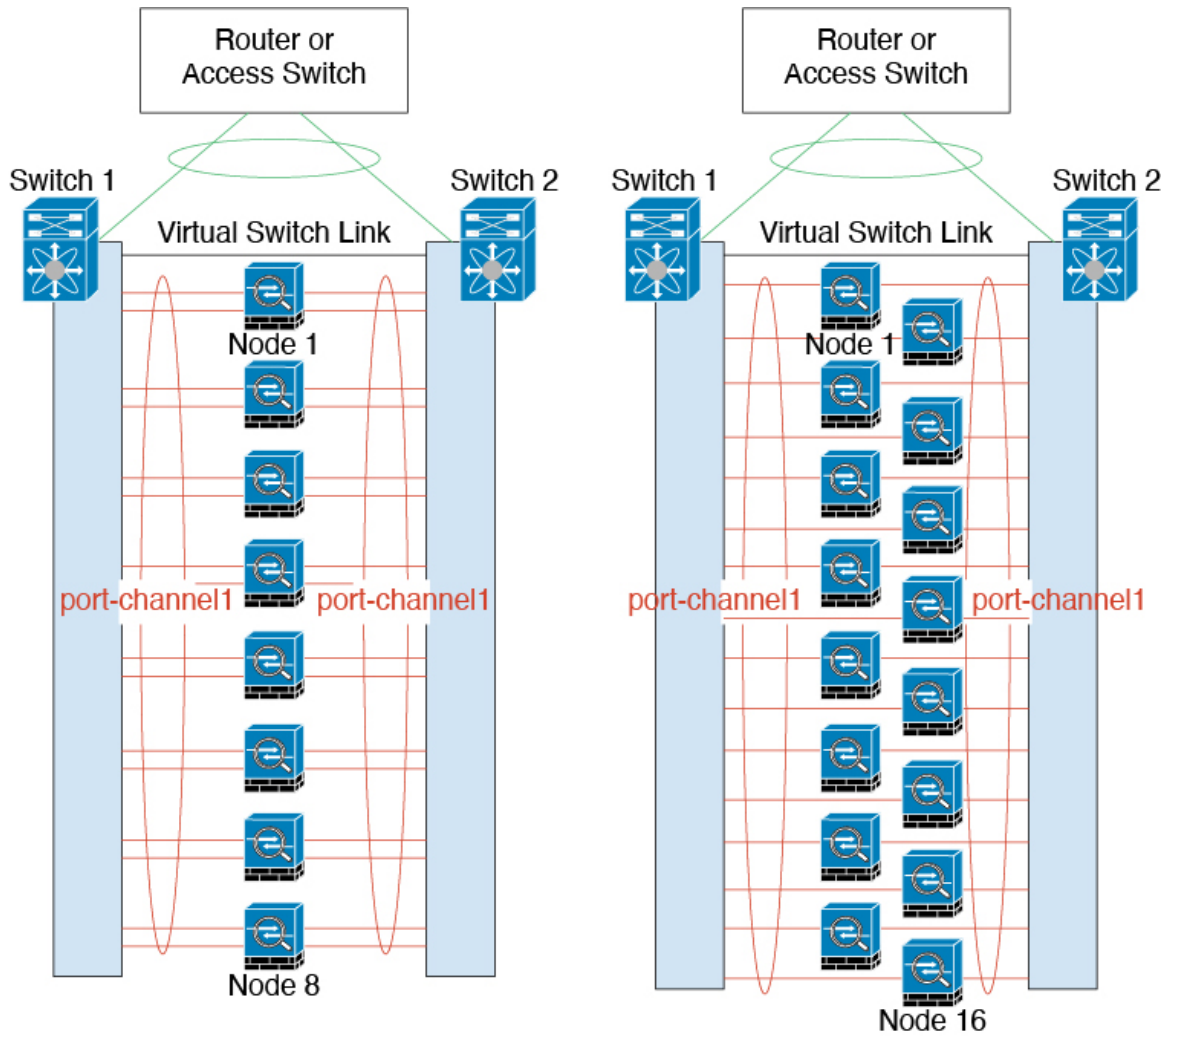 Router or
Access Switch
Switch 1
Switch 2
Virtual Switch Link
Node 1
port-channel1
port-channel1
Node 8
Router or
Access Switch
Switch 1
Switch 2
Virtual Switch Link
Node 1
port-channel1
port-channel1
Node 16